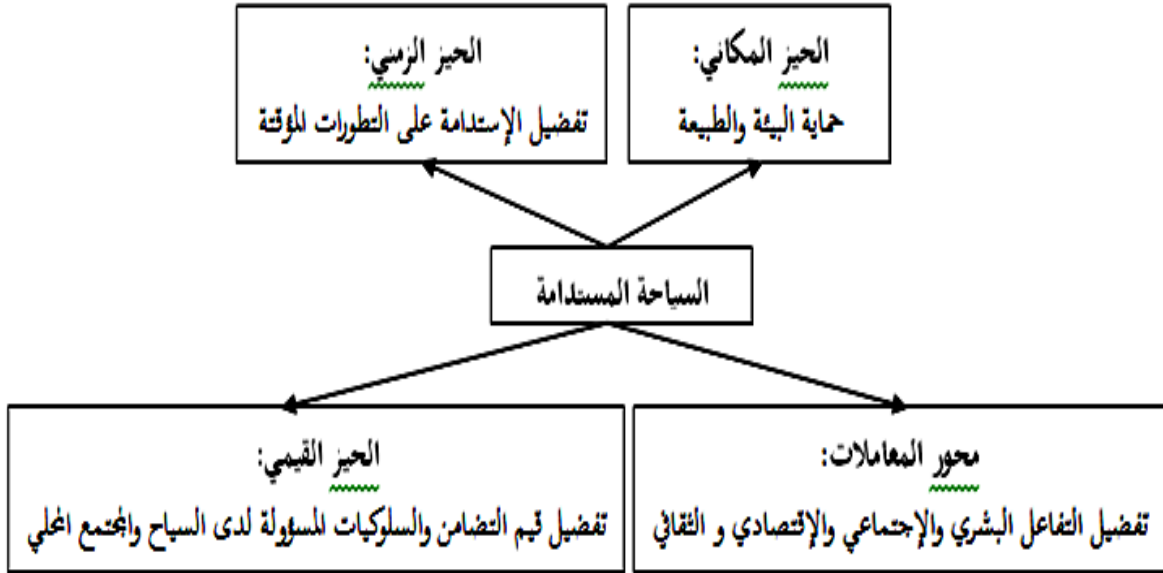 الحيز المكاني:
حماية البيئة والطبيعة
الحيز الزمني:
تفضيل الإستدامة على التطورات المؤقتة
السياحة المستدامة
محور المعاملات:
تفضيل التفاعل البشري والإجتماعي والإقتصادي و الثقافي
الحيز القيمي:
تفضيل قيم التضامن والسلوكيات المسؤولة لدى السياح والمجتمع المحلي